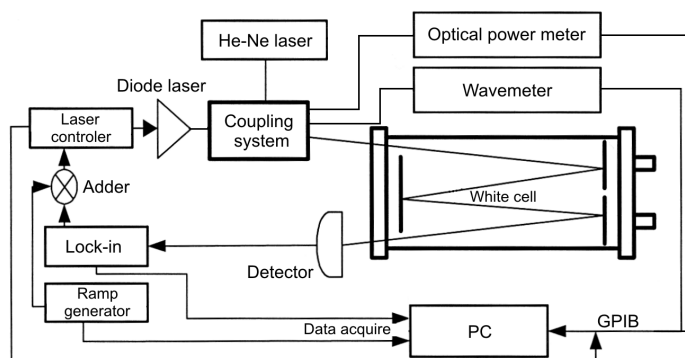 He-Ne laser
Optical power meter
Diode laser
Wavemeter
Laser
controler
Coupling
system
Adder
White cell
Lock-in
Detector
Ramp
generator
Data acquire
PC
GPIB